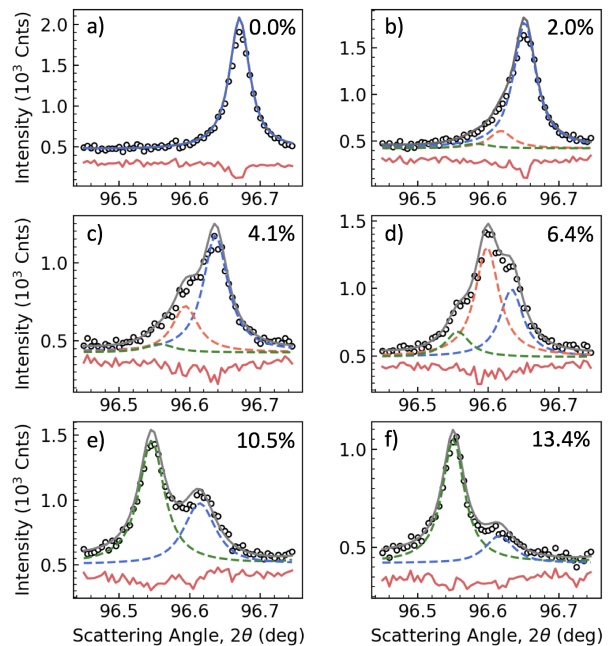 a) 0.0%
b) 2.0%
Intensity (10³ Cnts)
2.0
1.5
1.0
0.5
1.5
1.0
0.5
96.5 96.6 96.7
96.5 96.6 96.7
c) 4.1%
d) 6.4%
Intensity (10³ Cnts)
1.0
0.5
1.5
1.0
0.5
96.5 96.6 96.7
96.5 96.6 96.7
e) 10.5%
f) 13.4%
Intensity (10³ Cnts)
1.5
1.0
0.5
1.0
0.5
96.5 96.6 96.7
96.5 96.6 96.7
Scattering Angle, 2θ (deg)
Scattering Angle, 2θ (deg)